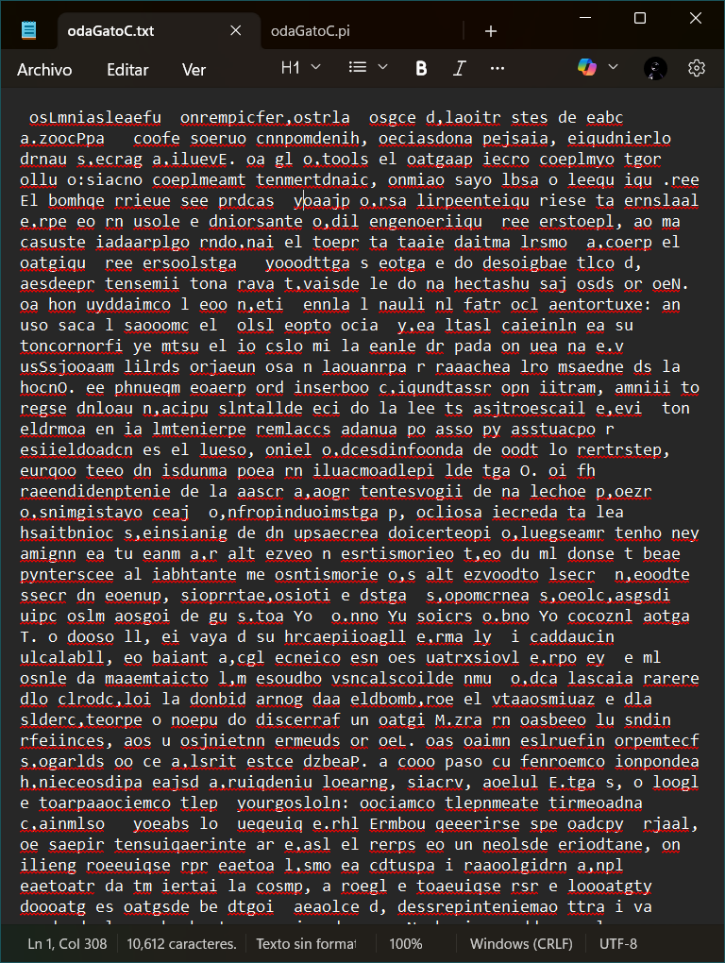 odaGatoC.txt
odaGatoC.pi
Archivo Editar Ver H1 B I
osLmniasleaefu onrempicfer,ostrla osgce d,laoitr stes de eabc
a.zoocPpa coofe soeruo cnnpomdenih, oeciasdona pejsaia, eiqudnierlo
drnau s,ecrag a,iluevE. oa gl o,tools el oatgaap iecro coeplmyo tgor
ollu o:siacno coeplmeamt tenmertdnaic, onmiao sayo lbsa o leequ iqu .ree
El bomhqe rrieue see prdcas yoaajp o,rsa lirpeenteiqu riese ta ernslaal
e,rpe eo rn usole e dniorsante o,dil engenoeriiqu ree erstoepl, ao ma
casuste iadaarplgo rndo,nai el toepr ta taaie daitma lrsmo a,coerp el
oatgiqu ree ersoolstga yooodttga s eotga e do desoigbae tlco d,
aesdeepr tensemii tona rava t,vaisde le do na hectashu saj osds or oeN.
oa hon uyddaimco l eoo n,eti ennla l nauli nl fatr ocl aentortuxe: an
uso saca l saooomc el olsl eopto ocia y,ea ltasl caieinln ea su
toncornorfi ye mtsu el io cslo mi la eanle dr pada on uea na e.v
usSsjooaam lilrds orjaeun osa n laouanrpa r raaachea lro msaedne ds la
hocnO. ee phnueqm eoaerp ord inserboo c,iqundtassr opn iitram, amniii to
regse dnloau n,acipu slntallde eci do la lee ts asjtroescail e,evi ton
eldrmoa en ia lmtenierpe remlaccs adanua po asso py asstuacpo r
esiieldoadcn es el lueso, oniel o,dcesdinfoonda de oodt lo rertrstep,
eurqoo teeo dn isdunma poea rn iluacmoadlepi lde tga O. oi fh
raeendidenptenie de la aascr a,aogr tentesvogii de na lechoe p,oezr
o,snimgistayo ceaj o,nfropinduoimstga p, ocliosa iecreda ta lea
hsaitbnioc s,einsianig de dn upsaecrea doicerteopi o,luegseamr tenho ney
amignn ea tu eanm a,r alt ezveo n esrtismorieo t,eo du ml donse t beae
pynterscee al iabhtante me osntismorie o,s alt ezvoodto lsecr n,eoodte
ssecr dn eoenup, sioprrtae,osioti e dstga s,opomcrnea s,oeolc,asgsdi
uipc oslm aosgoi de gu s.toa Yo o.nno Yu soicrs o.bno Yo cocoznl aotga
T. o dooso ll, ei vaya d su hrcaepiioagll e,rma ly i caddaucin
ulcalabll, eo baiant a,cgl ecneico esn oes uatrxsiovl e.rpo ey e ml
osnle da maaemtaicto l,m esoudbo vsncalscoilde nmu o,dca lascaia rarere
dlo clrodc,loi la donbid arnog daa eldbomb,roe el ytaaosmiuaz e dla
slderc,teorpe o noepu do discerraf un oatgi M.zra rn oasbeeo lu sndin
rfeiinces, aos u osjnietnn ermeuds or oeL. oas oaimn eslruefin orpemtecf
s,ogarlds oo ce a,lsrit estce dzbeaP. a cooo paso cu fenroemco ionpondea
h,nieceosdipa eajsd a,ruiqdeniu loearng, siacrv, aoelul E.tga s, o loogl
e toarpaaociemco tlep yourgosloln: oociamco tlepnmeate tirmeoadna
c,ainmlso yoeabs lo ueqeuiq e.rhl Ermbou qeeerirse spe oadcpy rjaal,
oe saepir tensuiqaerinte ar e,asl el rerps eo un neolsde eriodtane, on
ilieng roeeuiqse rpr eaetoa l,smo ea cdtuspa i raaoolgidrn a,npl
eaetoatr da tm iertai la cosmp, a roegl e toaeuiqse rsr e loooatgty
doooatg es oatgsde be dtgoi aeaolce d, dessrepinteniemao ttra i va
Ln 1, Col 308 10,612 caracteres. Texto sin format 100% Windows (CRLF) UTF-8